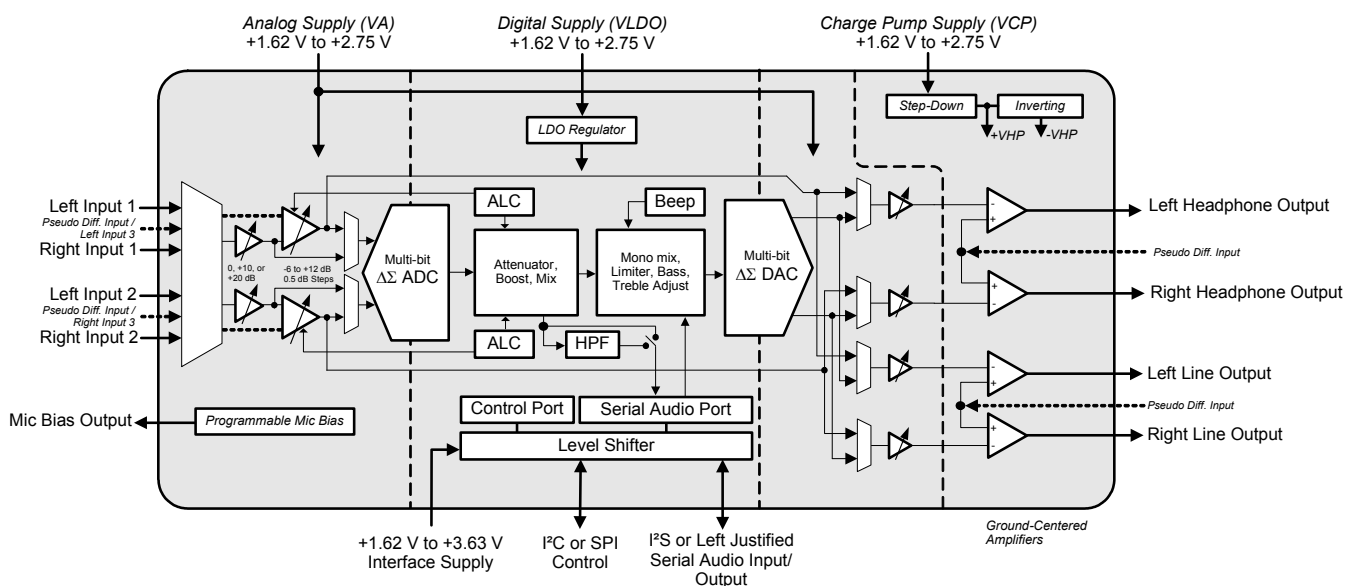 Analog Supply (VA)
+1.62 V to +2.75 V
Digital Supply (VLDO)
+1.62 V to +2.75 V
Charge Pump Supply (VCP)
+1.62 V to +2.75 V
Step-Down
Inverting
+VHP
-VHP
LDO Regulator
Left Input 1
Pseudo Diff. Input /
Left Input 3
Right Input 1
Left Input 2
Pseudo Diff. Input /
Right Input 3
Right Input 2
0, +10, or
+20 dB
-6 to +12 dB
0.5 dB Steps
Multi-bit
ΔΣ ADC
ALC
Attenuator,
Boost, Mix
ALC
HPF
Beep
Mono mix,
Limiter, Bass,
Treble Adjust
Multi-bit
ΔΣ DAC
-
+
+
-
-
+
+
-
Left Headphone Output
Pseudo Diff. Input
Right Headphone Output
Left Line Output
Pseudo Diff. Input
Right Line Output
Mic Bias Output
Programmable Mic Bias
Control Port
Serial Audio Port
Level Shifter
+1.62 V to +3.63 V
Interface Supply
I²C or SPI
Control
I²S or Left Justified
Serial Audio Input/
Output
Ground-Centered
Amplifiers